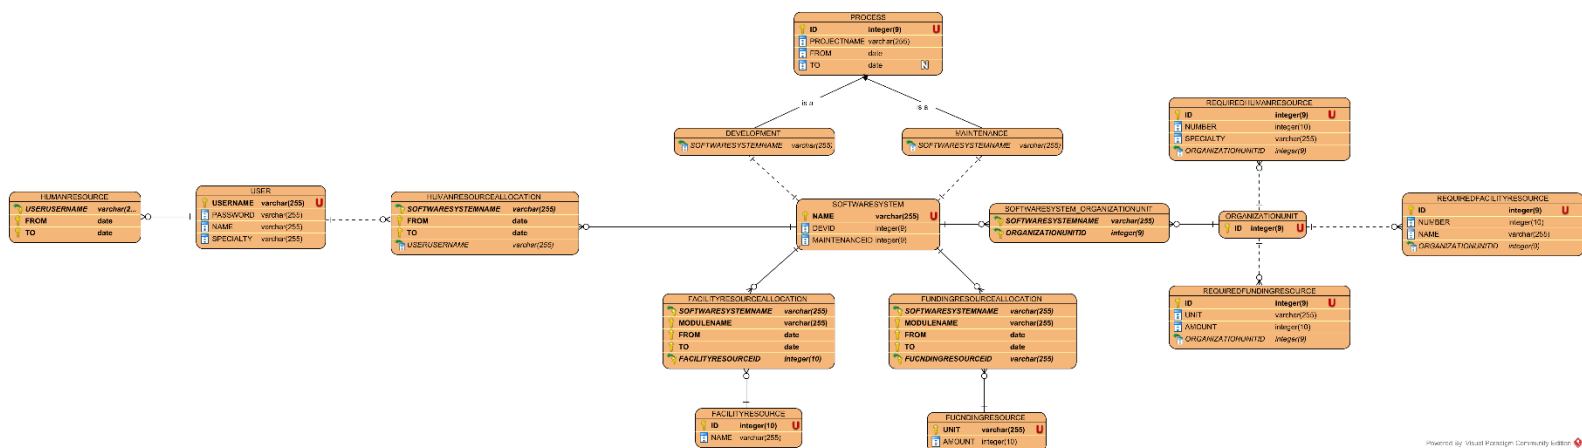 PROCESS
ID integer(9) U
PROJECTNAME varchar(255)
FROM date
TO date N
is a
is a
DEVELOPMENT
SOFTWARESYSTEMNAME varchar(255)
MAINTENANCE
SOFTWARESYSTEMNAME varchar(255)
REQUIREDHUMANRESOURCE
ID integer(9) U
NUMBER integer(10)
SPECIALTY varchar(255)
ORGANIZATIONUNITID integer(9)
HUMANRESOURCE
USERUSERNAME varchar(2...
FROM date
TO date
USER
USERNAME varchar(255) U
PASSWORD varchar(255)
NAME varchar(255)
SPECIALTY varchar(255)
HUMANRESOURCEALLOCATION
SOFTWARESYSTEMNAME varchar(255)
FROM date
TO date
USERUSERNAME varchar(255)
SOFTWARESYSTEM
NAME varchar(255) U
DEVID integer(9)
MAINTENANCEID integer(9)
SOFTWARESYSTEM_ORGANIZATIONUNIT
SOFTWARESYSTEMNAME varchar(255)
ORGANIZATIONUNITID integer(9)
ORGANIZATIONUNIT
ID integer(9) U
REQUIREDFACILITYRESOURCE
ID integer(9) U
NUMBER integer(10)
NAME varchar(255)
ORGANIZATIONUNITID integer(9)
FACILITYRESOURCEALLOCATION
SOFTWARESYSTEMNAME varchar(255)
MODULENAME varchar(255)
FROM date
TO date
FACILITYRESOURCEID integer(10)
FUNDINGRESOURCEALLOCATION
SOFTWARESYSTEMNAME varchar(255)
MODULENAME varchar(255)
FROM date
TO date
FUCNDINGRESOURCEID varchar(255)
REQUIREDFUNDINGRESOURCE
ID integer(9) U
UNIT varchar(255)
AMOUNT integer(10)
ORGANIZATIONUNITID integer(9)
FACILITYRESOURCE
ID integer(10) U
NAME varchar(255)
FUCNDINGRESOURCE
UNIT varchar(255) U
AMOUNT integer(10)
Powered By Visual Paradigm Community Edition